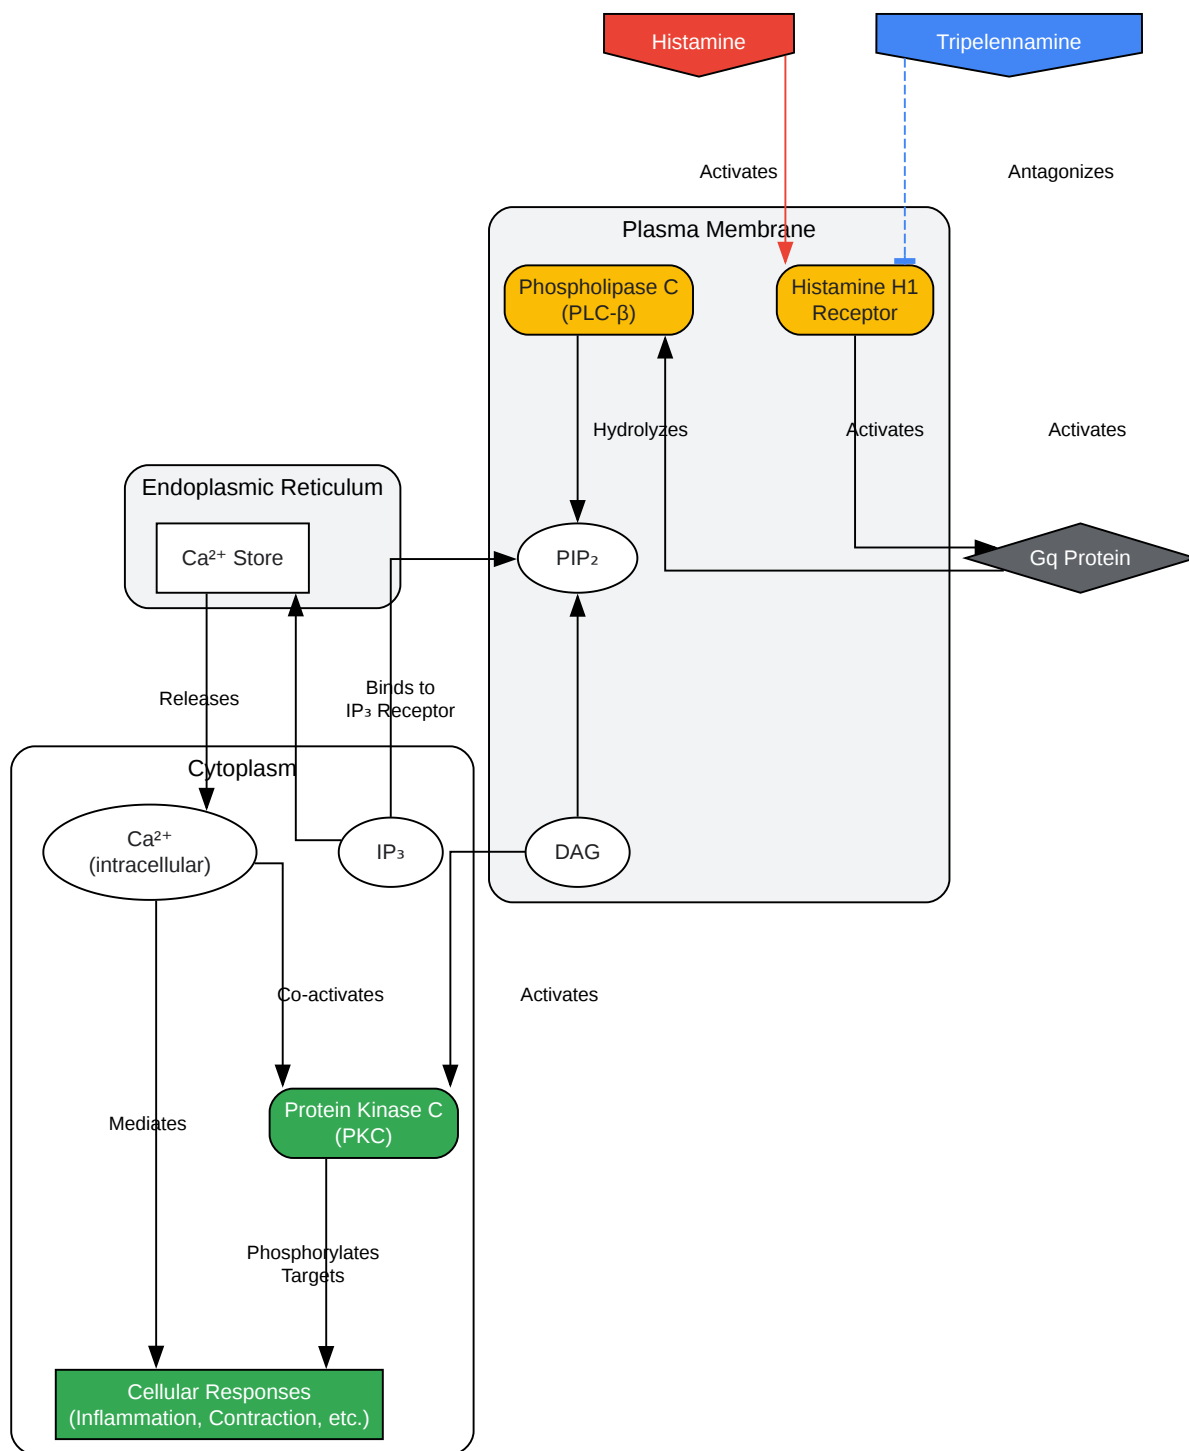 Histamine
Tripelennamine
Activates
Antagonizes
Plasma Membrane
Phospholipase C
(PLC-β)
Histamine H1
Receptor
Hydrolyzes
Activates
Activates
Endoplasmic Reticulum
Ca²⁺ Store
PIP₂
Gq Protein
Releases
Binds to
IP₃ Receptor
Cytoplasm
Ca²⁺
(intracellular)
IP₃
DAG
Co-activates
Activates
Protein Kinase C
(PKC)
Mediates
Phosphorylates
Targets
Cellular Responses
(Inflammation, Contraction, etc.)